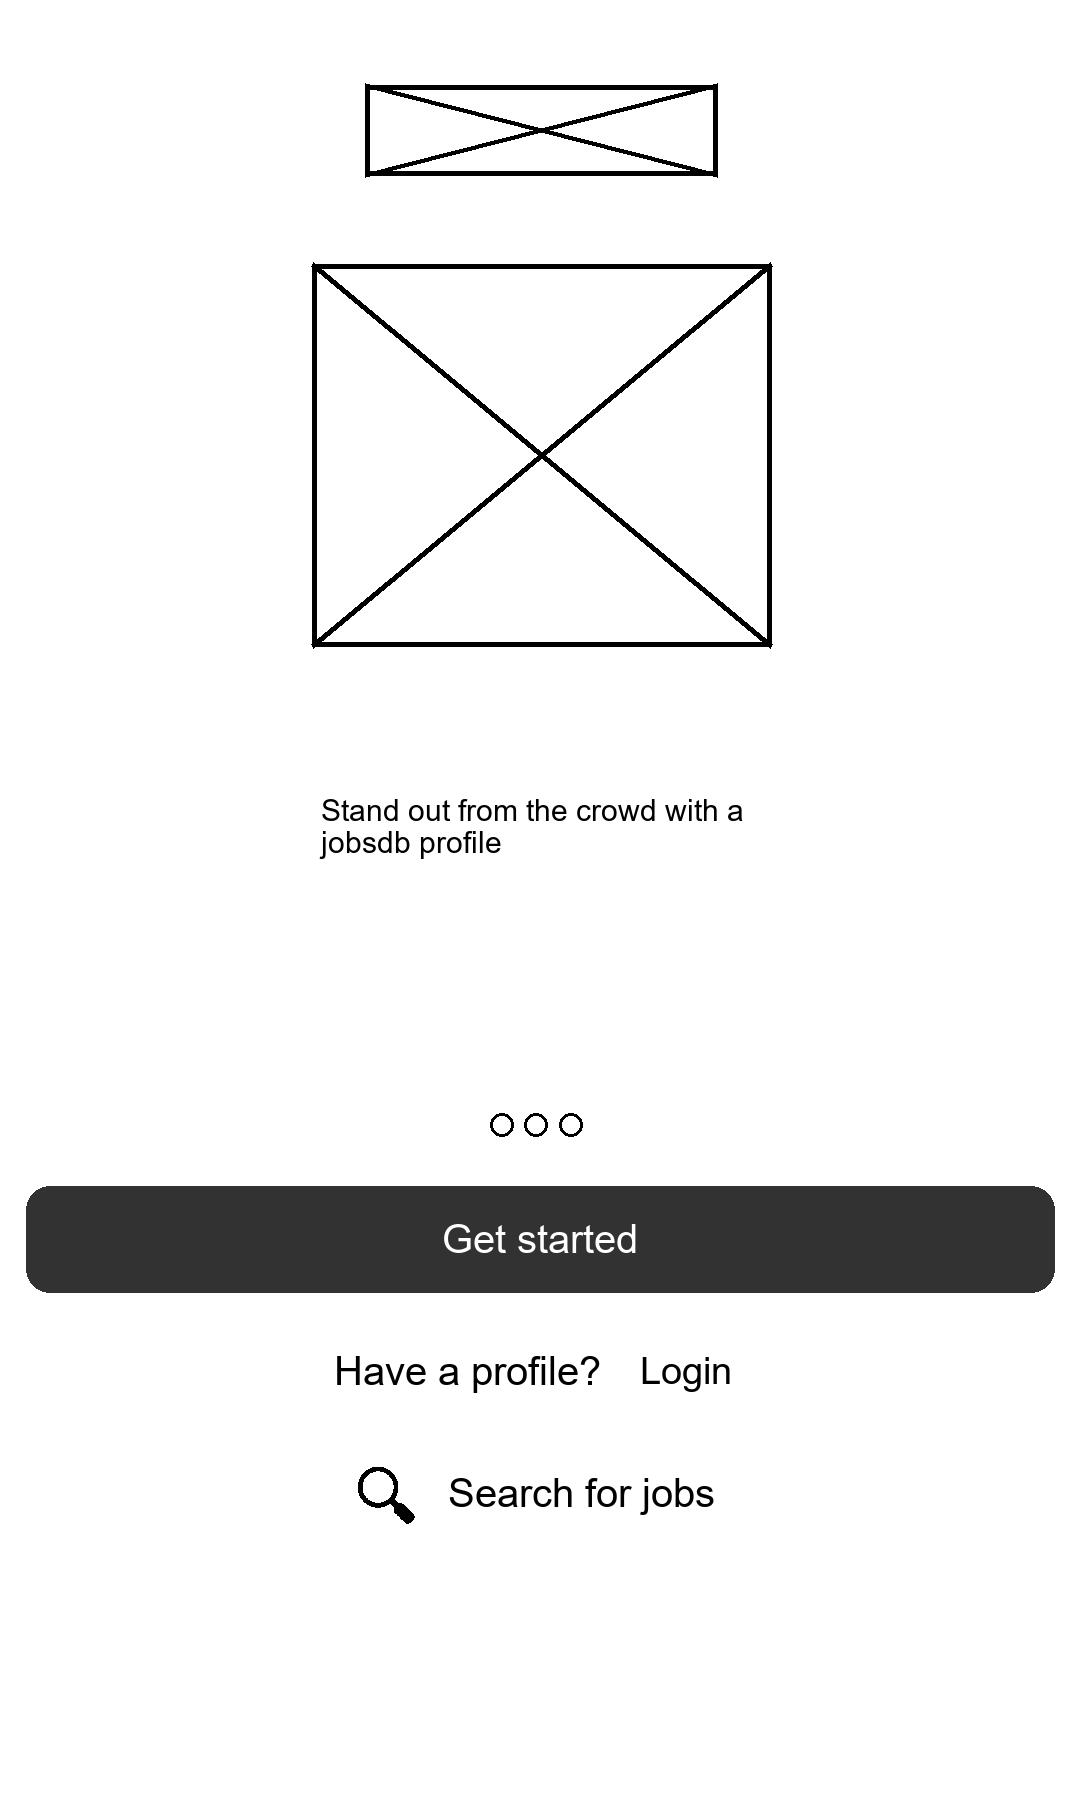 Stand out from the crowd with a
jobsdb profile
Get started
Have a profile? Login
Search for jobs